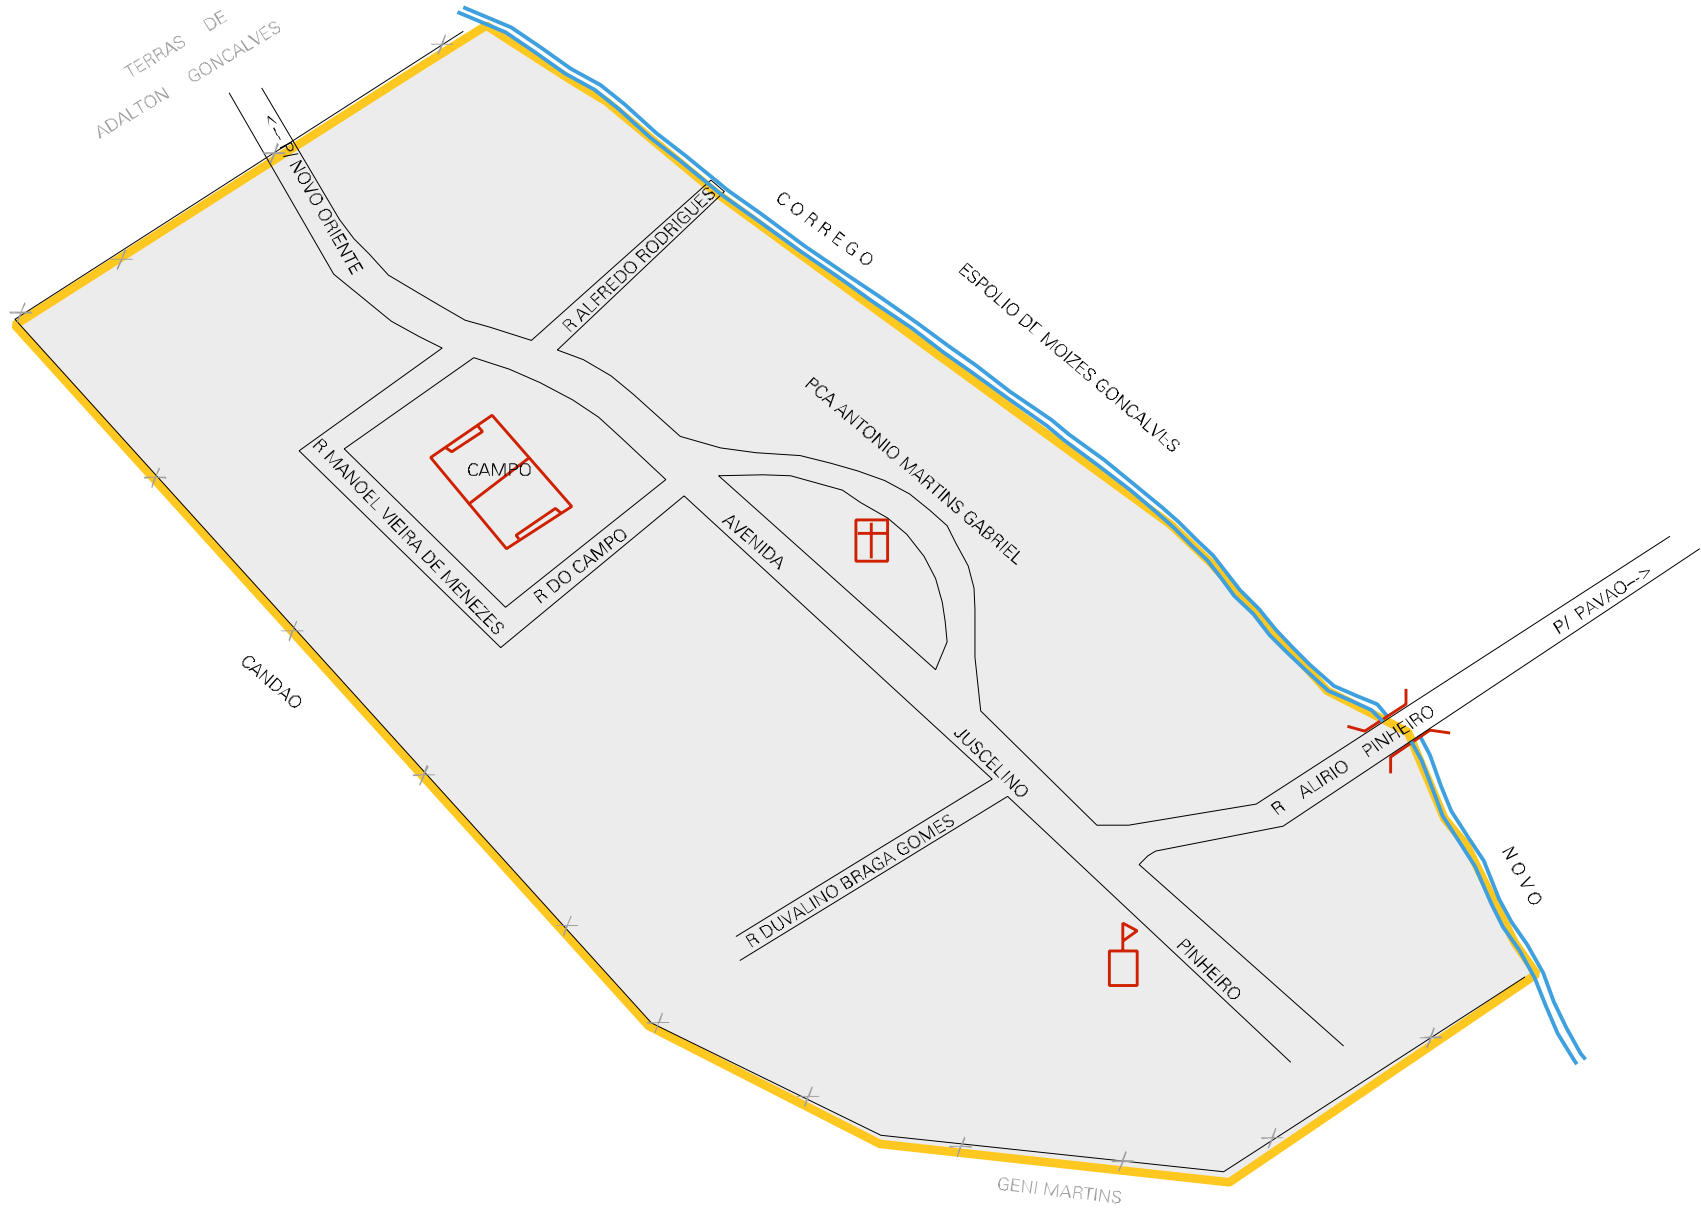 TERRAS DE
ADALTON GONCALVES
<--P/ NOVO ORIENTE
R ALFREDO RODRIGUES
CORREGO
ESPOLIO DE MOIZES GONCALVES
PCA ANTONIO MARTINS GABRIEL
CAMPO
R MANOEL VIEIRA DE MENEZES
R DO CAMPO
AVENIDA
JUSCELINO
PINHEIRO
P/ PAVAO-->
R ALIRIO PINHEIRO
CANDAO
R DUVALINO BRAGA GOMES
NOVO
GENI MARTINS